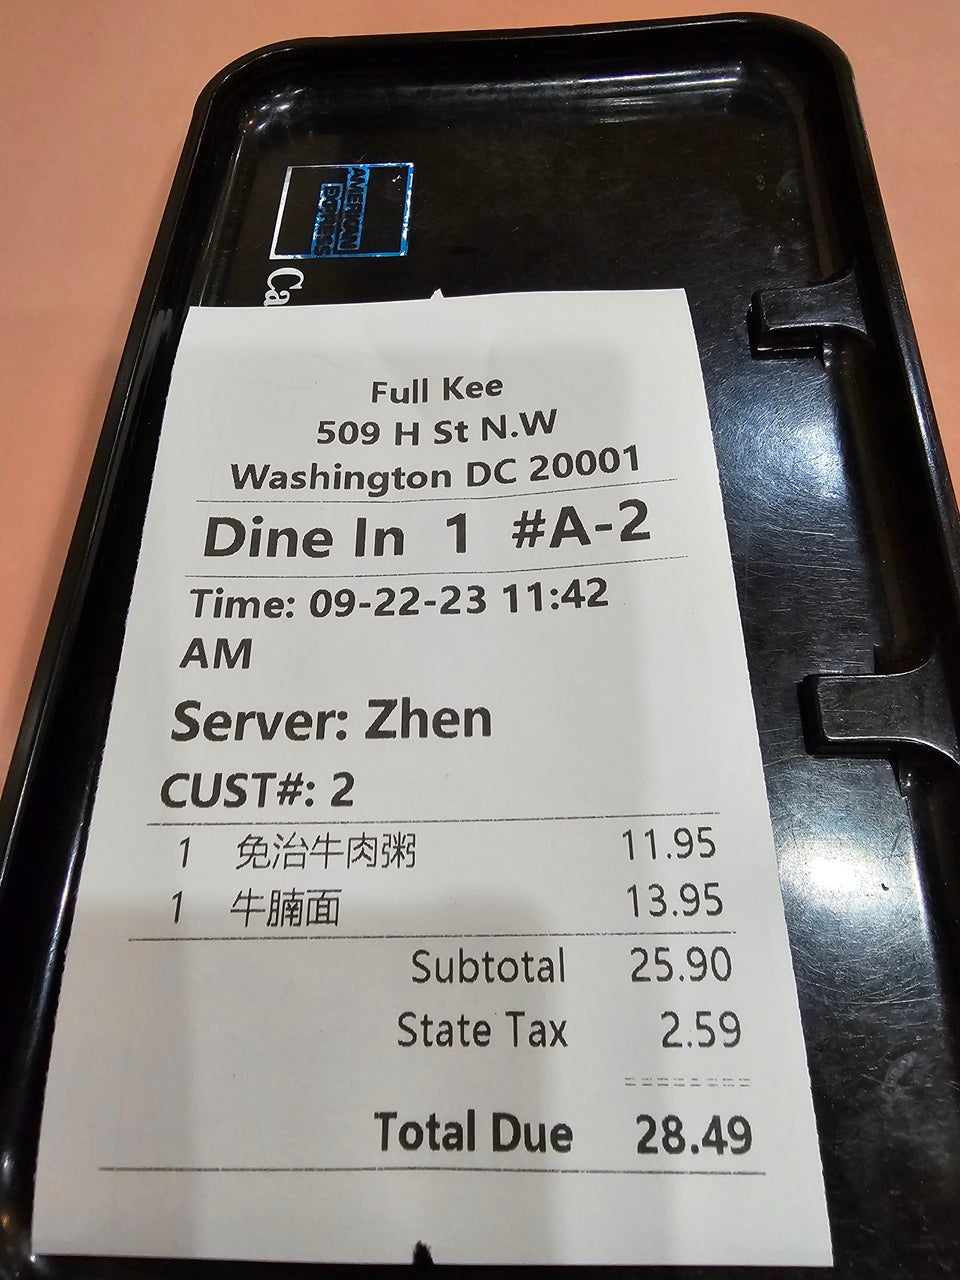 AMERICAN
EXPRESS
Ca
Full Kee
509 H St N.W
Washington DC 20001
Dine In 1 #A-2
Time: 09-22-23 11:42
AM
Server: Zhen
CUST#: 2
1 免治牛肉粥 11.95
1 牛腩面 13.95
Subtotal 25.90
State Tax 2.59
Total Due 28.49